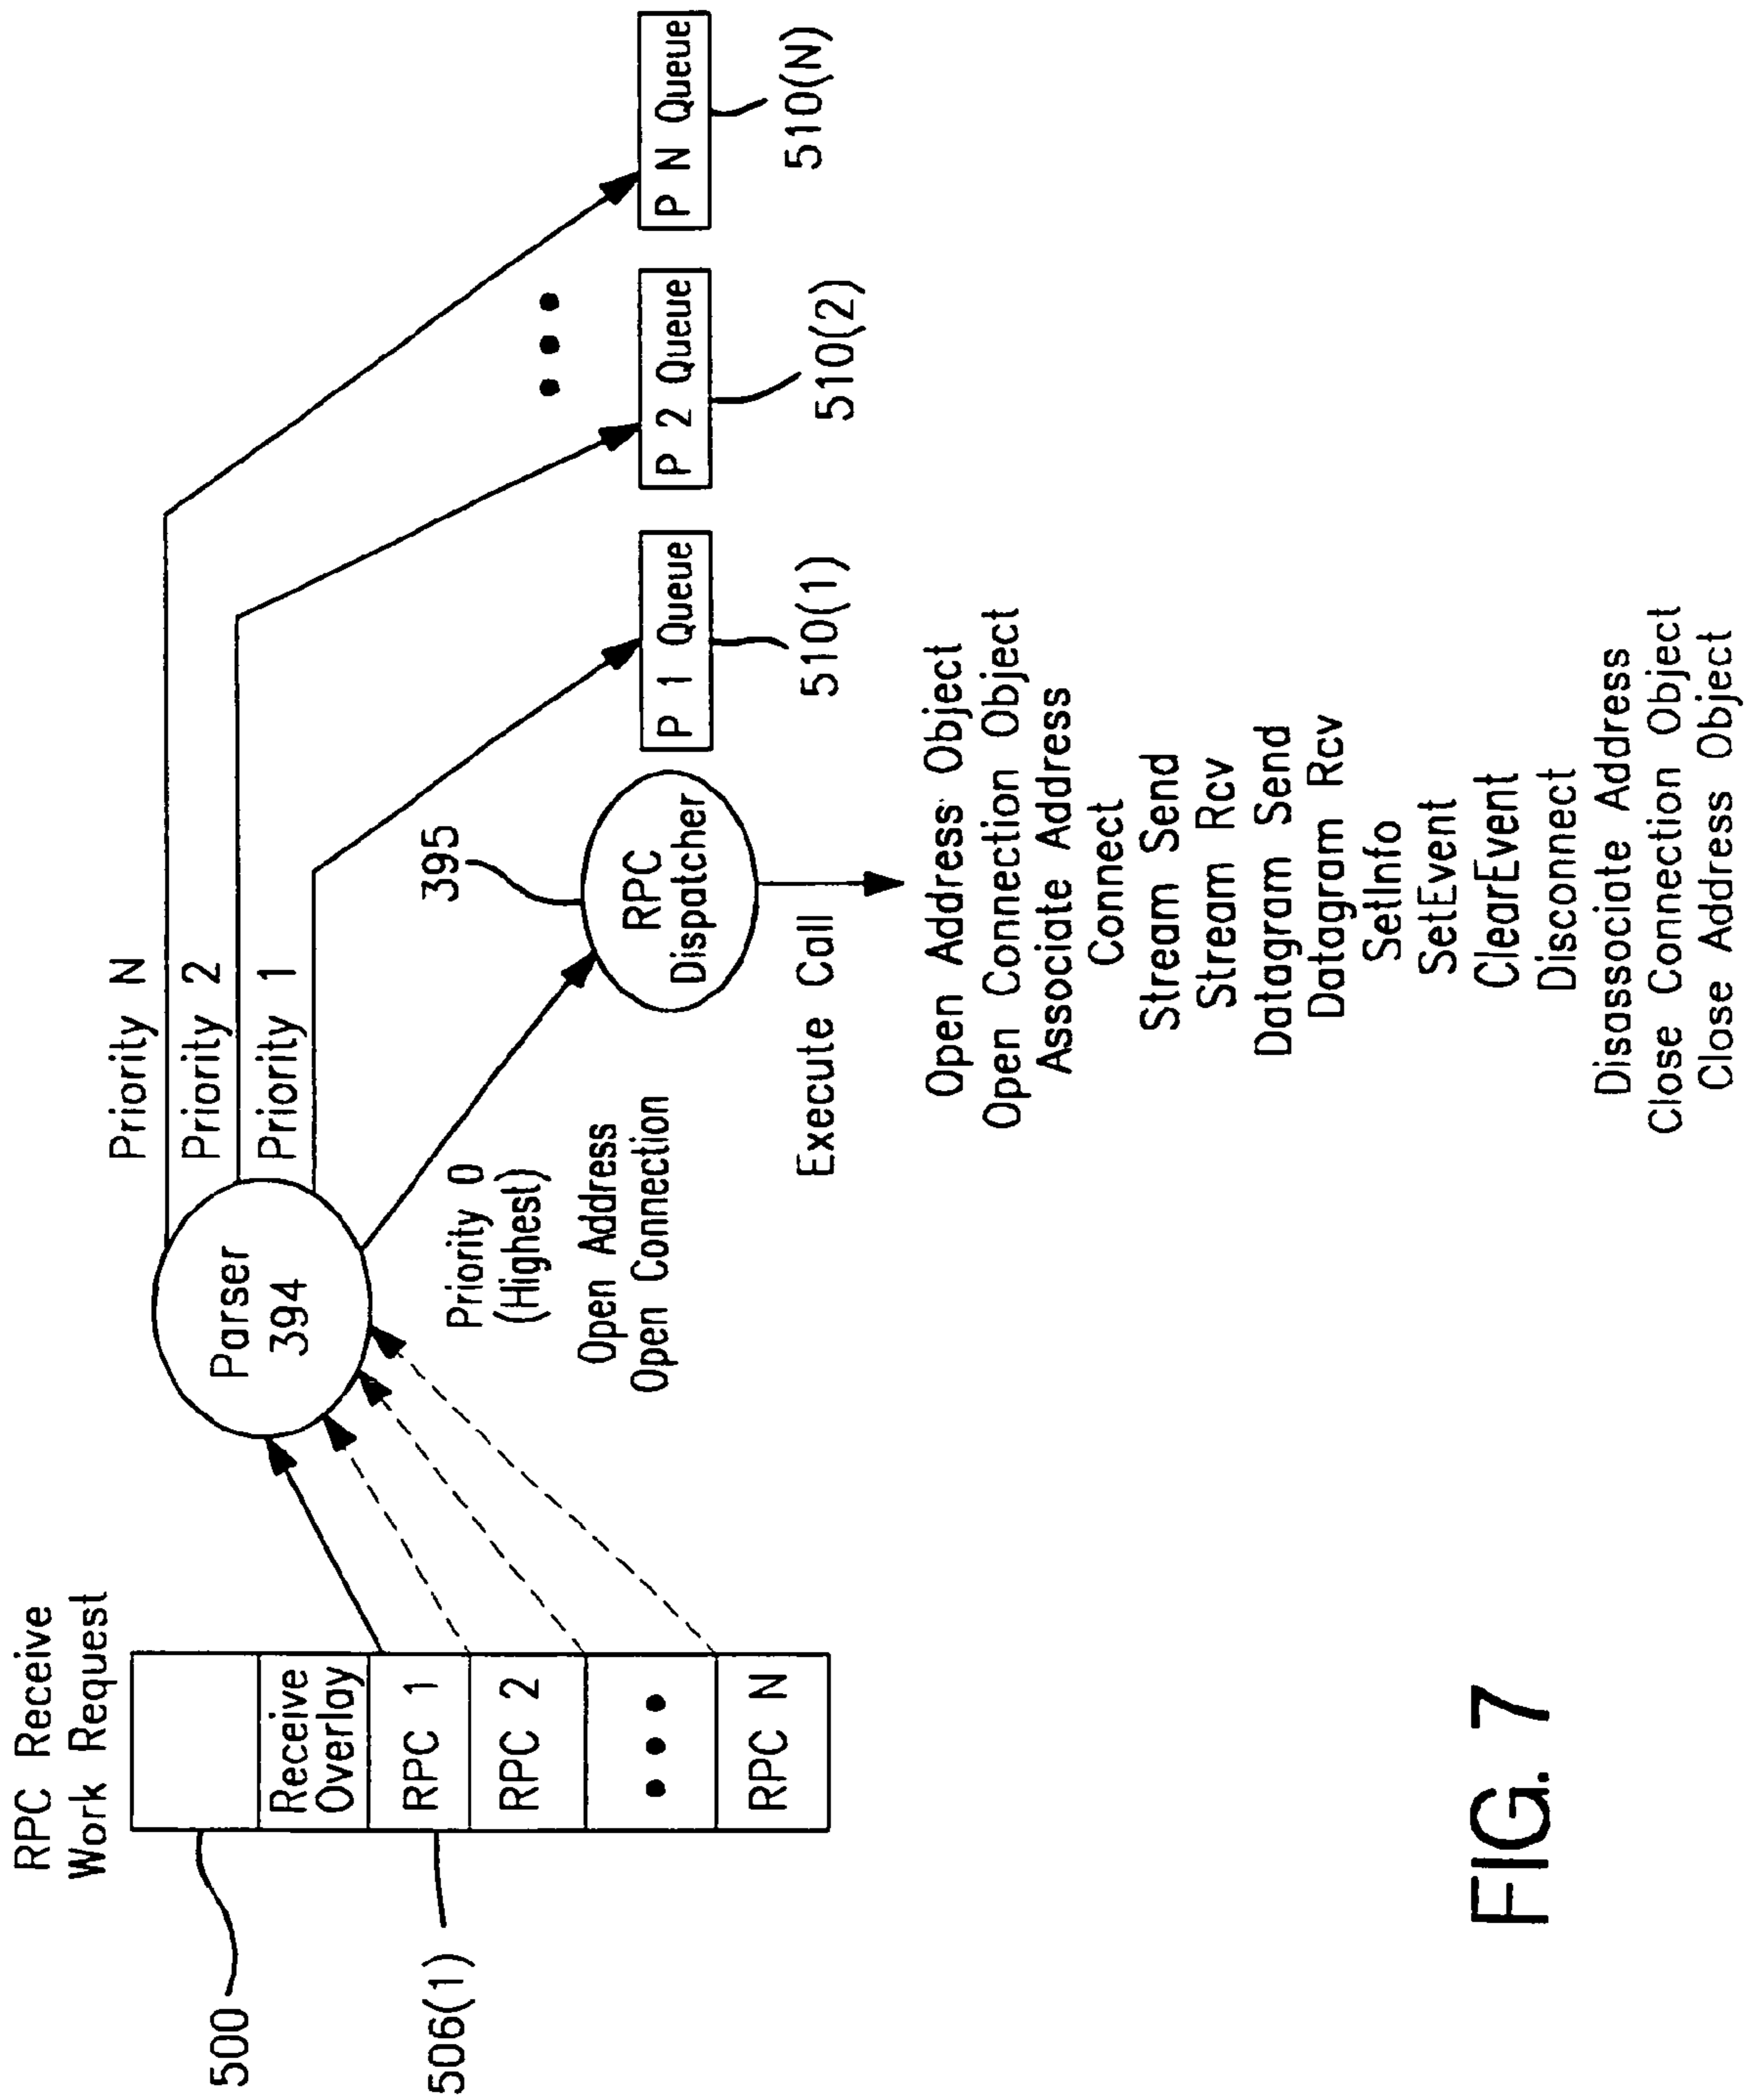 RPC Receive
Work Request
500
Receive
Overlay
506(1)
RPC 1
RPC 2
RPC N
Parser
394
Priority N
Priority 2
Priority 1
Priority 0
(Highest)
Open Address
Open Connection
395
RPC
Dispatcher
P 1 Queue
P 2 Queue
P N Queue
510(1)
510(2)
510(N)
Execute Call
Open Address Object
Open Connection Object
Associate Address
Connect
Stream Send
Stream Rcv
Datagram Send
Datagram Rcv
SetInfo
SetEvent
ClearEvent
Disconnect
Disassociate Address
Close Connection Object
Close Address Object
FIG. 7